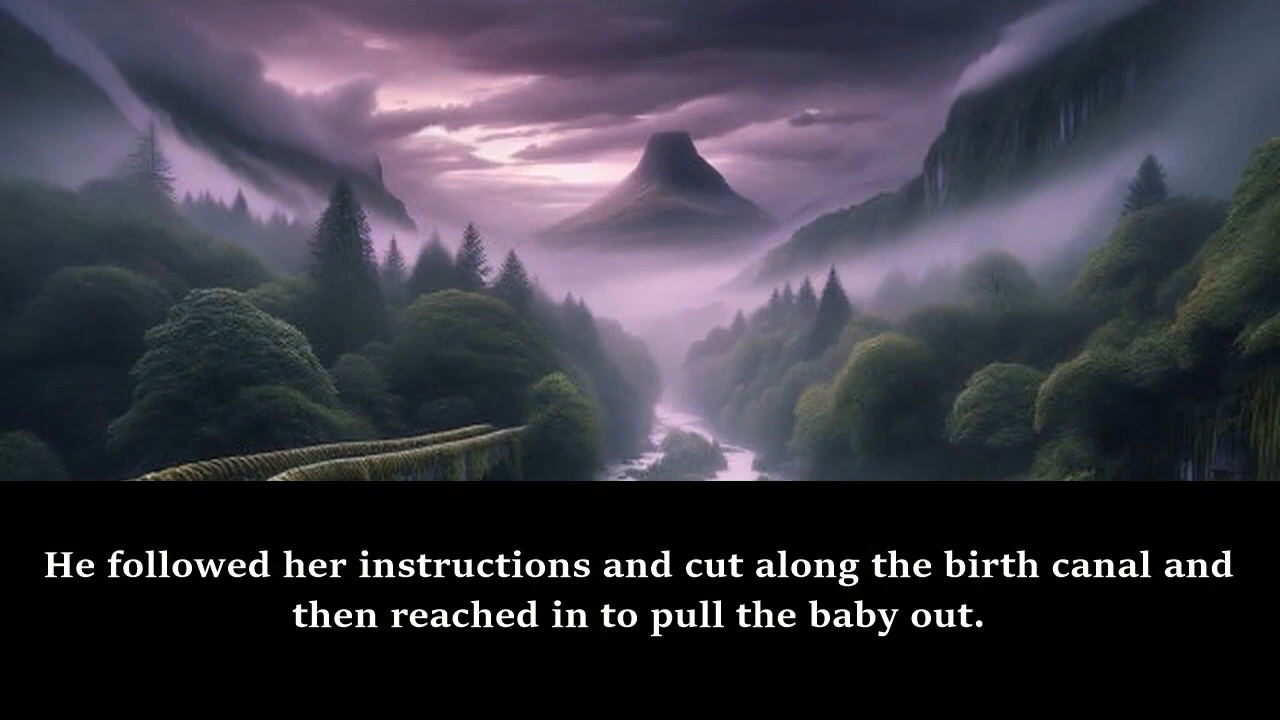 He followed her instructions and cut along the birth canal and
then reached in to pull the baby out.